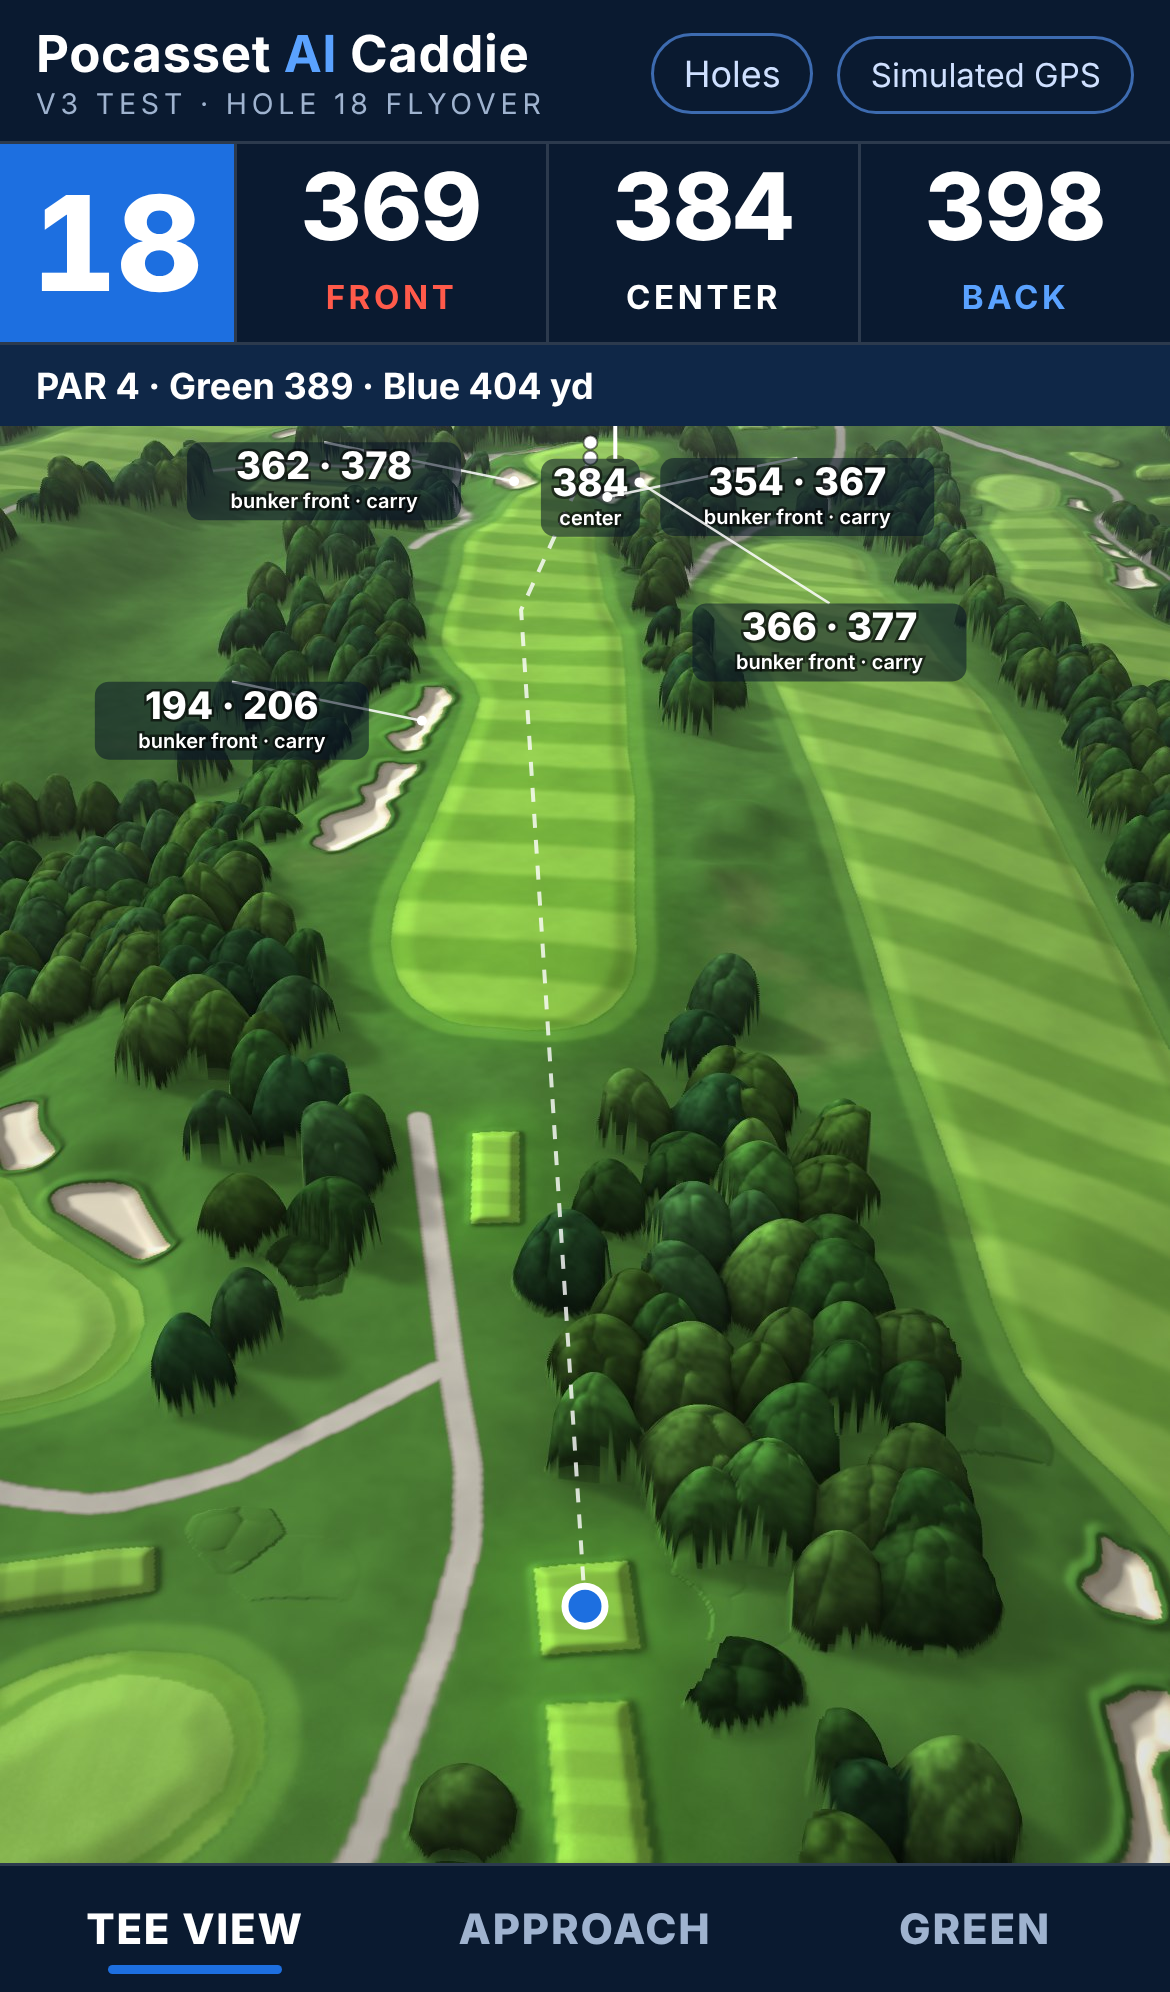 Pocasset AI Caddie
V3 TEST · HOLE 18 FLYOVER
Holes
Simulated GPS
18
369
FRONT
384
CENTER
398
BACK
PAR 4 · Green 389 · Blue 404 yd
362 · 378
bunker front · carry
384
center
354 · 367
bunker front · carry
366 · 377
bunker front · carry
194 · 206
bunker front · carry
TEE VIEW
APPROACH
GREEN